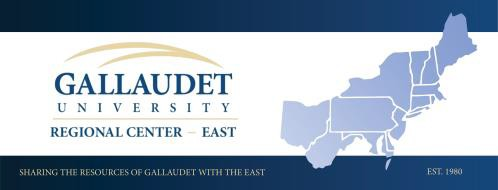 GALLAUDET
UNIVERSITY
REGIONAL CENTER – EAST
SHARING THE RESOURCES OF GALLAUDET WITH THE EAST
EST. 1980